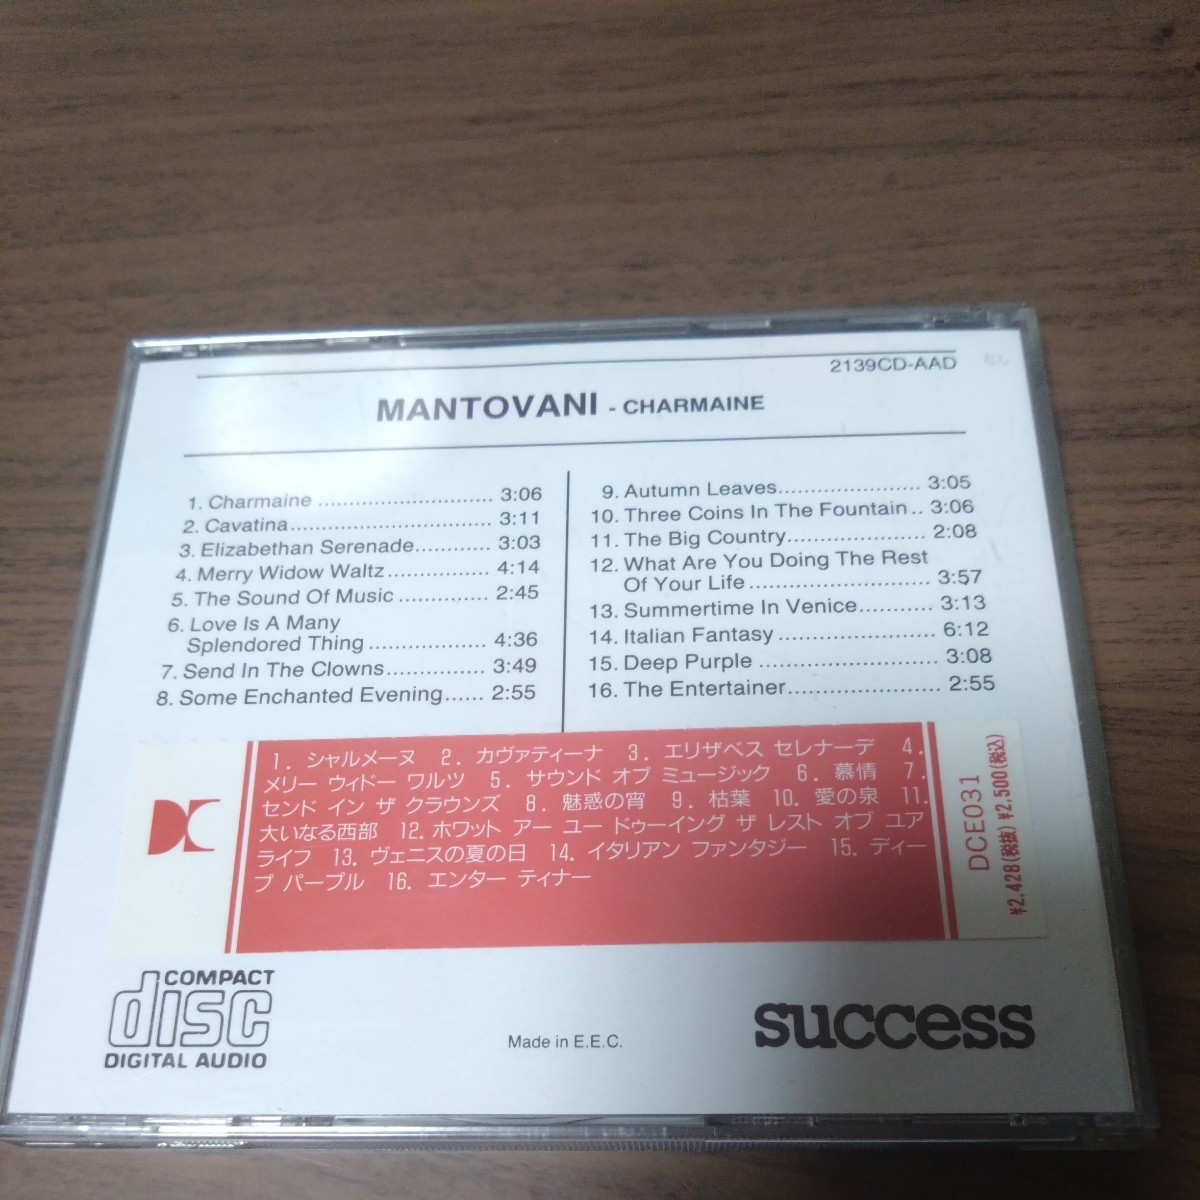 2139CD-AAD
MANTOVANI - CHARMAINE
1. Charmaine ........................ 3:06
2. Cavatina............................. 3:11
3. Elizabethan Serenade........... 3:03
4. Merry Widow Waltz............... 4:14
5. The Sound Of Music .............. 2:45
6. Love Is A Many
Splendored Thing................. 4:36
7. Send In The Clowns............... 3:49
8. Some Enchanted Evening...... 2:55
9. Autumn Leaves..................... 3:05
10. Three Coins In The Fountain .. 3:06
11. The Big Country.................... 2:08
12. What Are You Doing The Rest
Of Your Life.......................... 3:57
13. Summertime In Venice........... 3:13
14. Italian Fantasy ....................... 6:12
15. Deep Purple .......................... 3:08
16. The Entertainer...................... 2:55
1. シャルメーヌ 2. カヴァティーナ 3. エリザベス セレナーデ 4.
メリー ウィドー ワルツ 5. サウンド オブ ミュージック 6. 慕情 7.
センド イン ザ クラウンズ 8. 魅惑の宵 9. 枯葉 10. 愛の泉 11.
大いなる西部 12. ホワット アー ユー ドゥーイング ザ レスト オブ ユア
ライフ 13. ヴェニスの夏の日 14. イタリアン ファンタジー 15. ディー
プ パープル 16. エンター ティナー
DCE031
¥2,428(税抜) ¥2,500(税込)
DC
COMPACT
disc
DIGITAL AUDIO
Made in E.E.C.
success